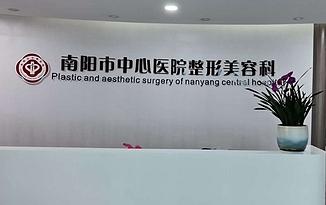 南阳市中心医院整形美容科
Plastic and aesthetic surgery of nanyang central hospital